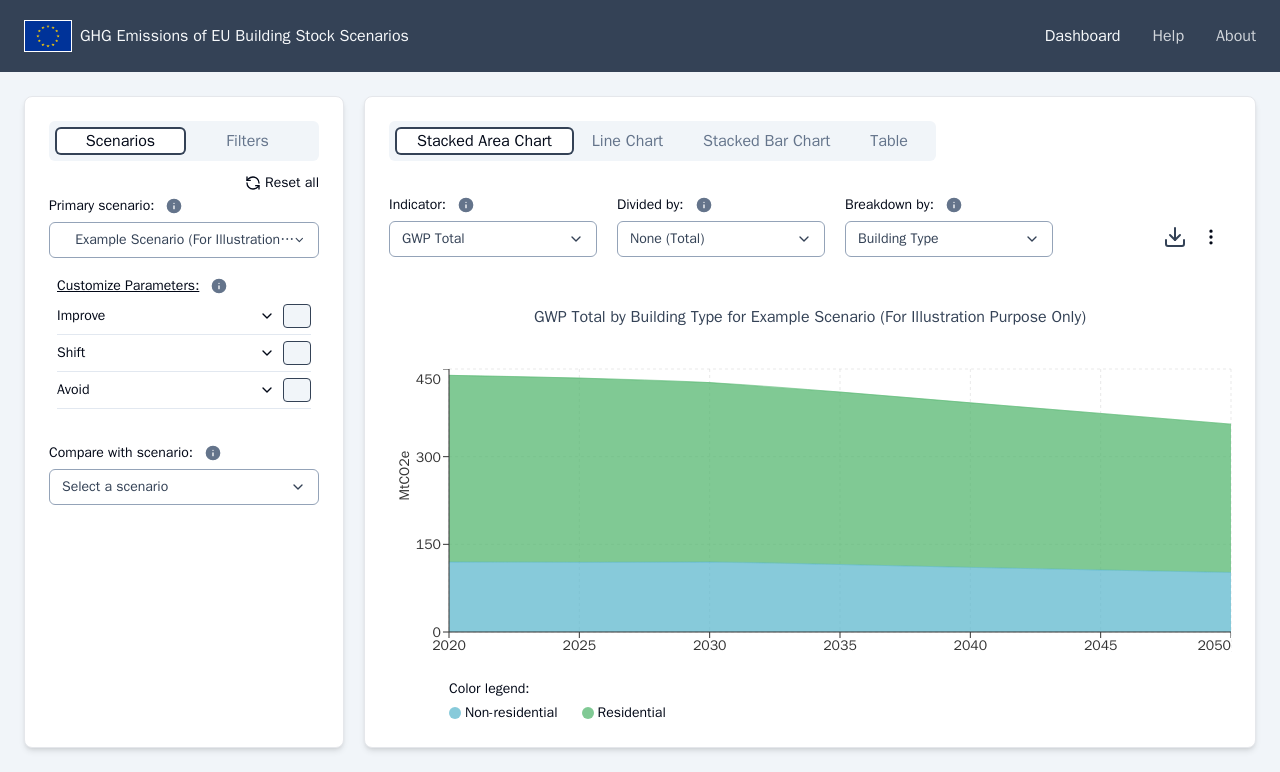 GHG Emissions of EU Building Stock Scenarios
Dashboard
Help
About
Scenarios
Filters
Reset all
Primary scenario:
Example Scenario (For Illustration⋯
Customize Parameters:
Improve
Shift
Avoid
Compare with scenario:
Select a scenario
Stacked Area Chart
Line Chart
Stacked Bar Chart
Table
Indicator:
Divided by:
Breakdown by:
GWP Total
None (Total)
Building Type
GWP Total by Building Type for Example Scenario (For Illustration Purpose Only)
MtCO2e
450
300
150
0
2020
2025
2030
2035
2040
2045
2050
Color legend:
Non-residential
Residential